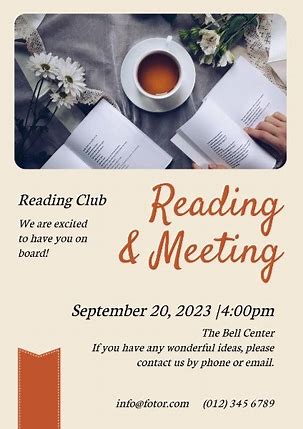 Reading Club
We are excited
to have you on
board!
Reading
& Meeting
September 20, 2023 |4:00pm
The Bell Center
If you have any wonderful ideas, please
contact us by phone or email.
info@fotor.com (012) 345 6789